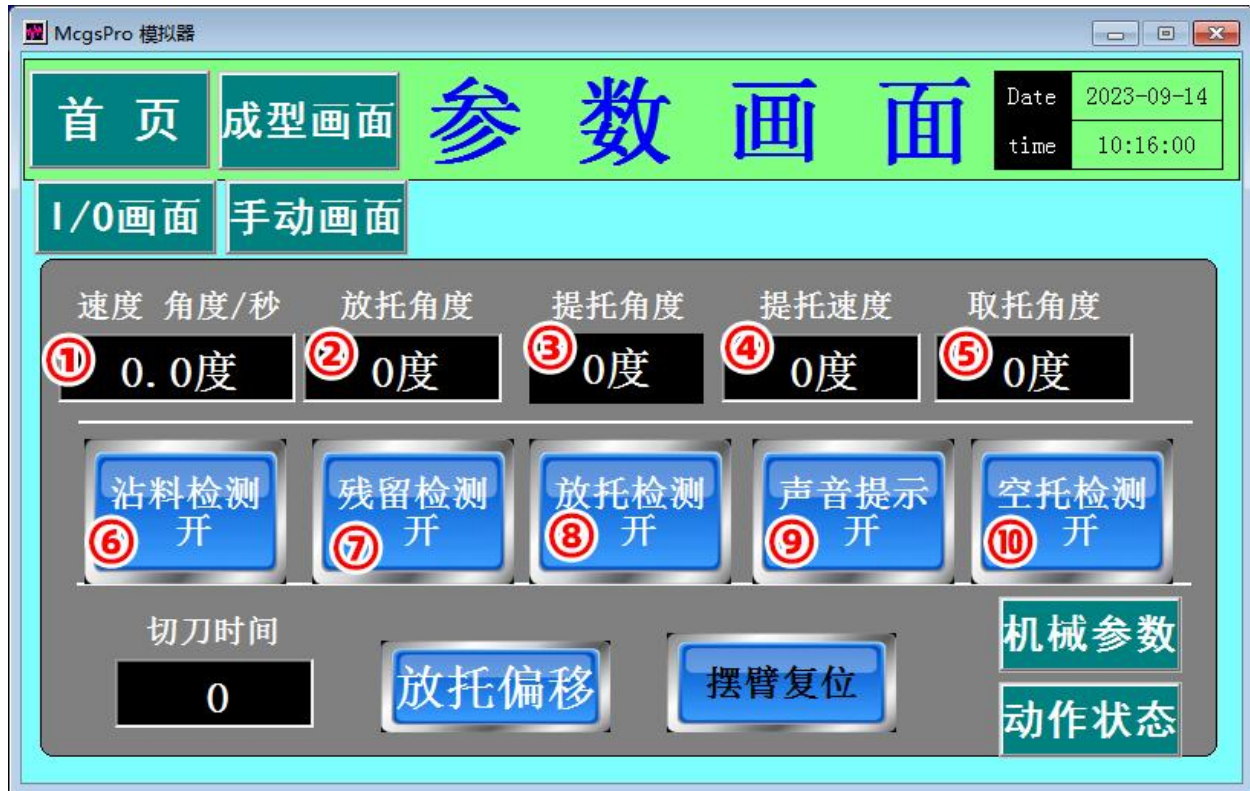 McgsPro 模拟器
首 页
成型画面
参 数 画 面
Date 2023-09-14
time 10:16:00
I/O画面
手动画面
速度 角度/秒
放托角度
提托角度
提托速度
取托角度
① 0.0度
② 0度
③ 0度
④ 0度
⑤ 0度
沾料检测
⑥ 开
残留检测
⑦ 开
放托检测
⑧ 开
声音提示
⑨ 开
空托检测
⑩ 开
切刀时间
0
放托偏移
摆臂复位
机械参数
动作状态